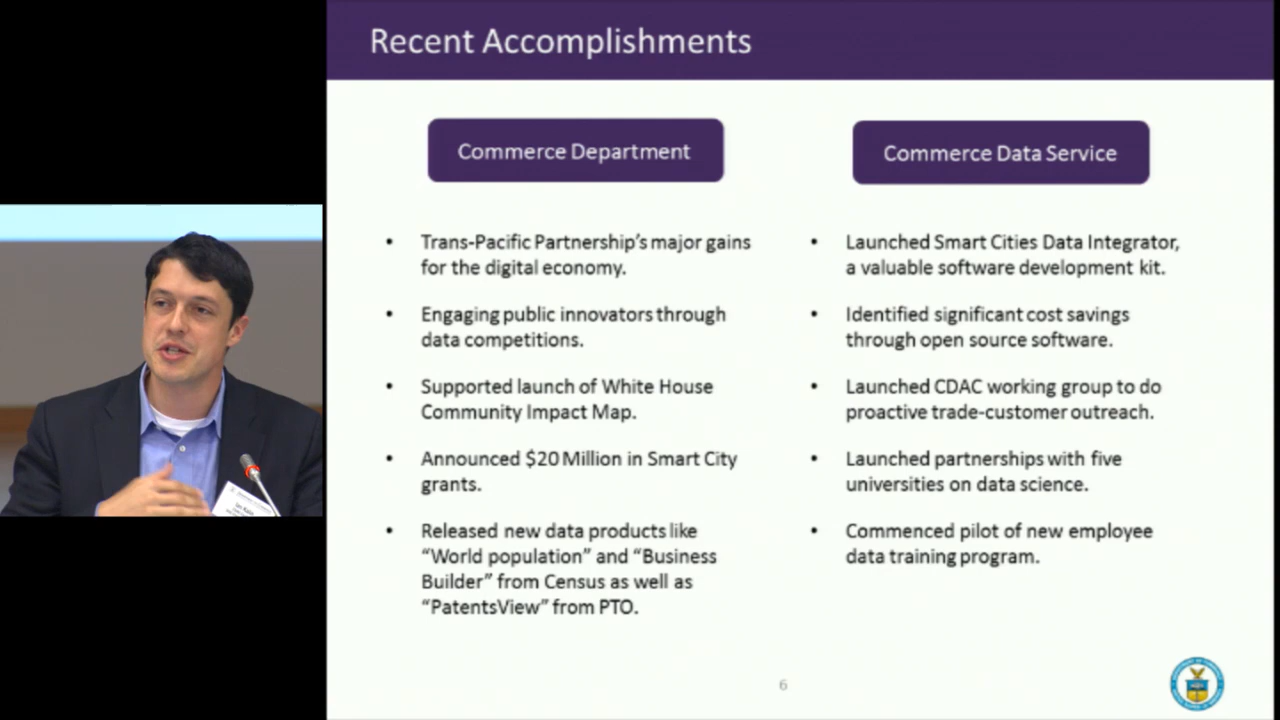 Recent Accomplishments
Commerce Department
• Trans-Pacific Partnership's major gains
for the digital economy.
• Engaging public innovators through
data competitions.
• Supported launch of White House
Community Impact Map.
• Announced $20 Million in Smart City
grants.
• Released new data products like
“World population” and “Business
Builder” from Census as well as
“PatentsView” from PTO.
Commerce Data Service
• Launched Smart Cities Data Integrator,
a valuable software development kit.
• Identified significant cost savings
through open source software.
• Launched CDAC working group to do
proactive trade-customer outreach.
• Launched partnerships with five
universities on data science.
• Commenced pilot of new employee
data training program.
6